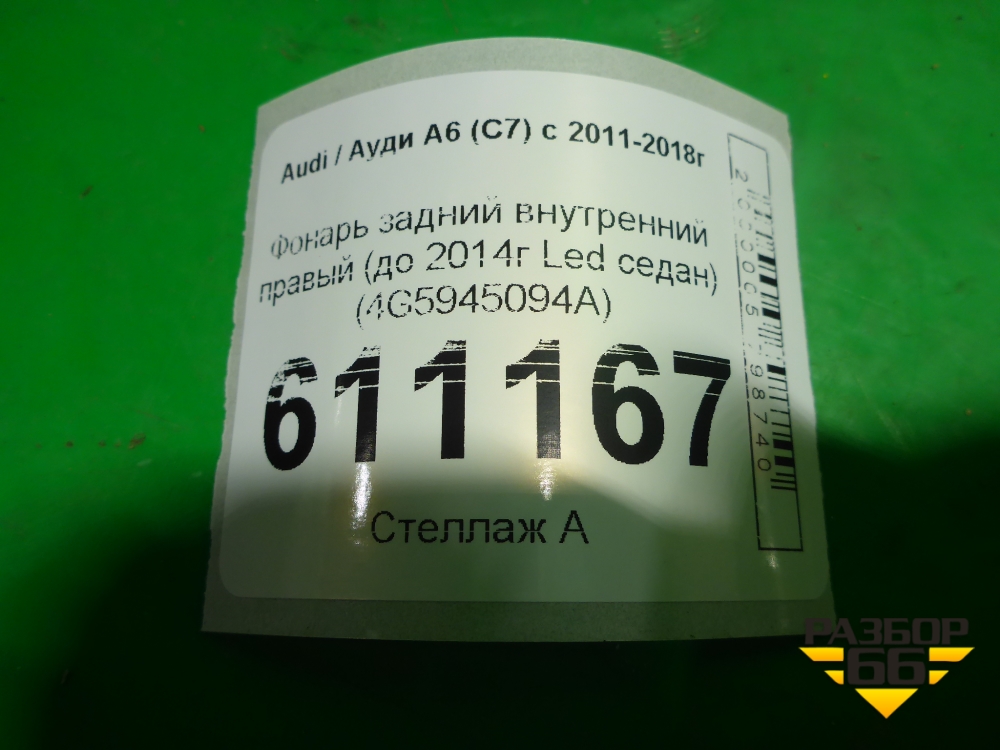 Audi / Ауди А6 (С7) с 2011-2018г
Фонарь задний внутренний
правый (до 2014г Led седан)
(4G5945094A)
611167
Стеллаж А
РАЗБОР
66